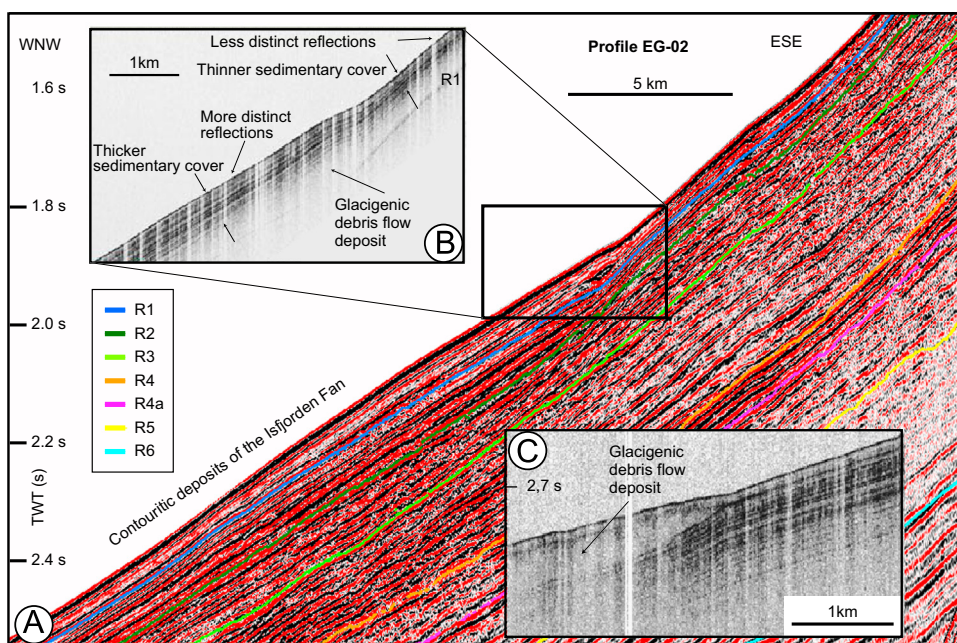 WNW
Profile EG-02
ESE
5 km
1.6 s
1.8 s
2.0 s
2.2 s
2.4 s
TWT (s)
1km
Less distinct reflections
Thinner sedimentary cover
R1
More distinct
reflections
Thicker
sedimentary cover
Glacigenic
debris flow
deposit
B
R1
R2
R3
R4
R4a
R5
R6
Contouritic deposits of the Isfjorden Fan
A
C
Glacigenic
debris flow
deposit
2,7 s
1km